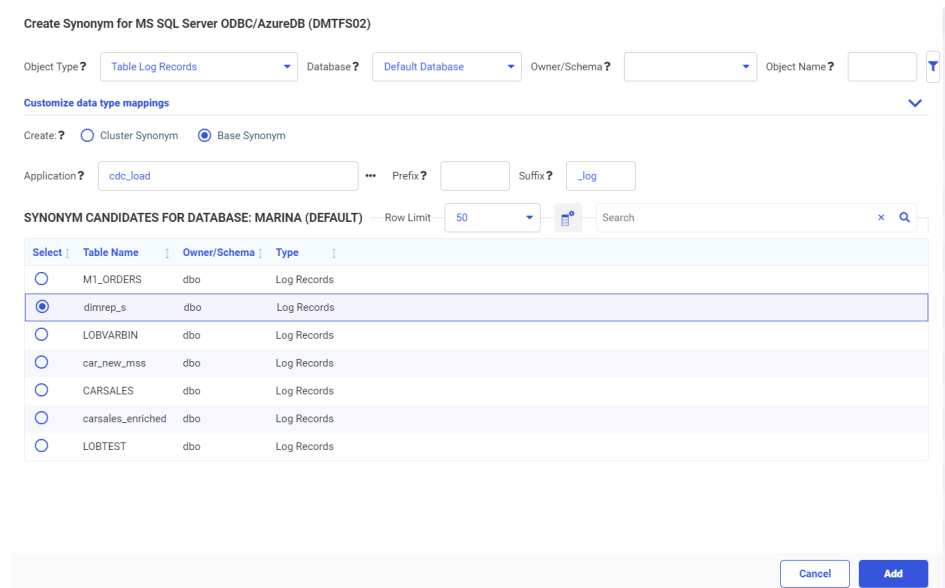 Create Synonym for MS SQL Server ODBC/AzureDB (DMTFS02)
Object Type ? Table Log Records Database ? Default Database Owner/Schema ? Object Name ?
Customize data type mappings
Create: ? Cluster Synonym Base Synonym
Application ? cdc_load ••• Prefix ? Suffix ? _log
SYNONYM CANDIDATES FOR DATABASE: MARINA (DEFAULT) Row Limit 50 Search ×
Select Table Name Owner/Schema Type
M1_ORDERS dbo Log Records
dimrep_s dbo Log Records
LOBVARBIN dbo Log Records
car_new_mss dbo Log Records
CARSALES dbo Log Records
carsales_enriched dbo Log Records
LOBTEST dbo Log Records
Cancel Add